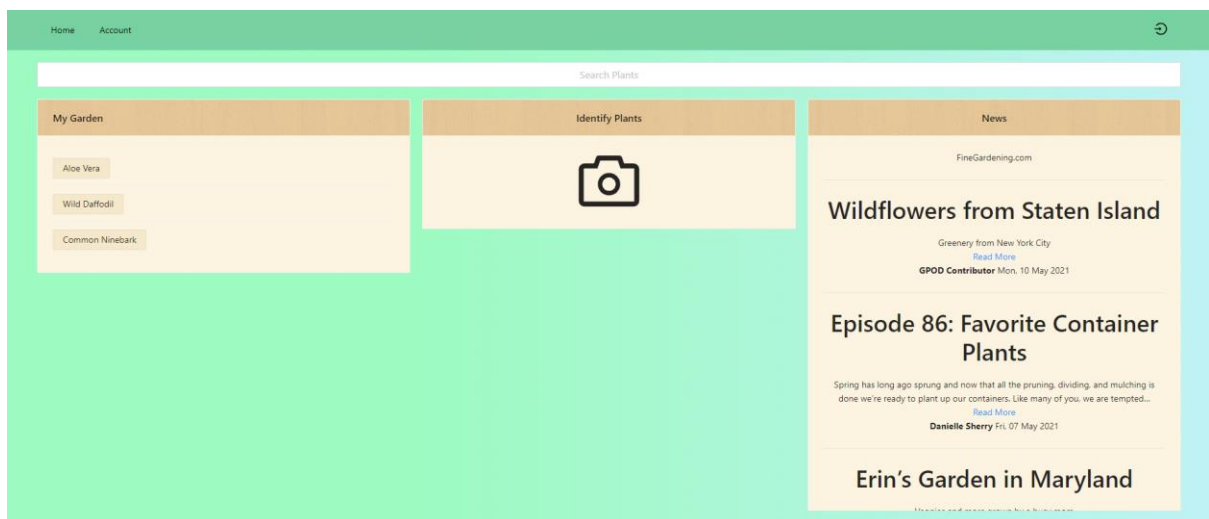 Home Account
Search Plants
My Garden
Aloe Vera
Wild Daffodil
Common Ninebark
Identify Plants
News
FineGardening.com
Wildflowers from Staten Island
Greenery from New York City
Read More
GPOD Contributor Mon, 10 May 2021
Episode 86: Favorite Container
Plants
Spring has long ago sprung and now that all the pruning, dividing, and mulching is
done we're ready to plant up our containers. Like many of you, we are tempted...
Read More
Danielle Sherry Fri, 07 May 2021
Erin's Garden in Maryland